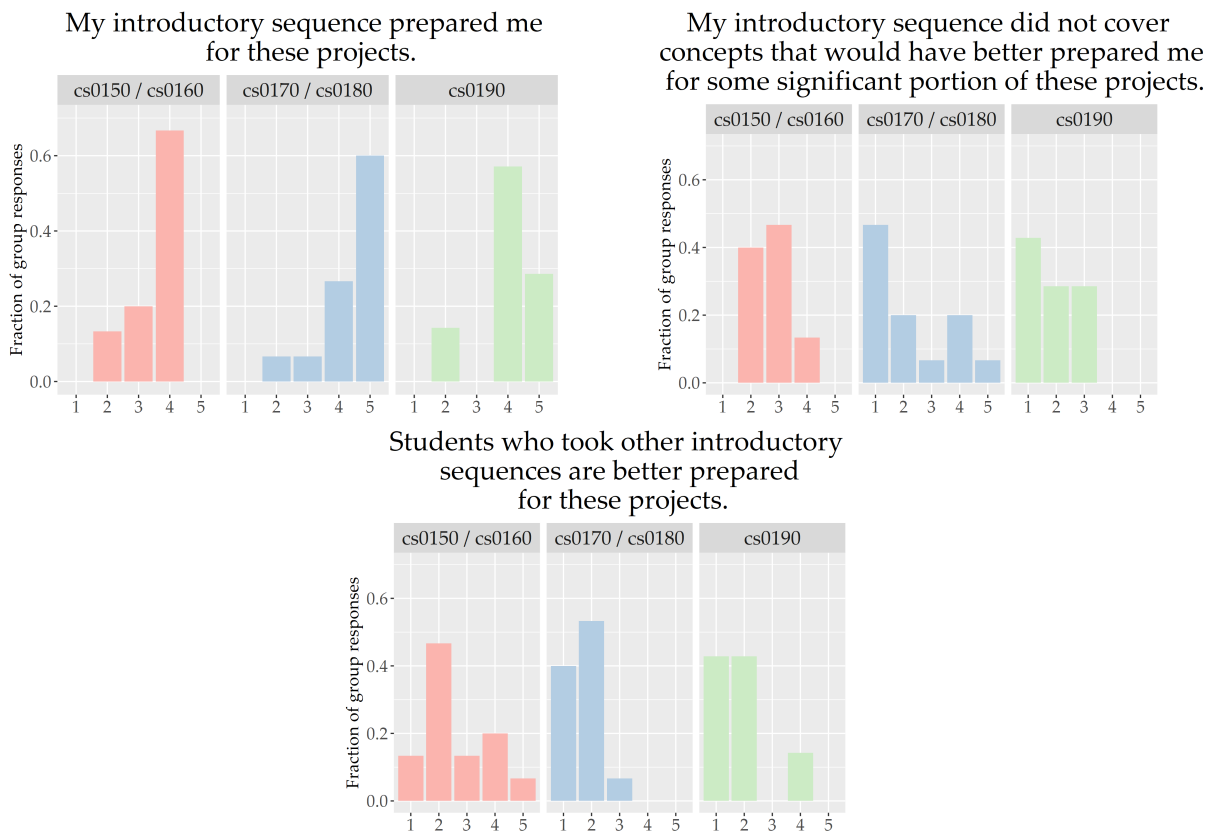 My introductory sequence prepared me
for these projects.
cs0150 / cs0160 cs0170 / cs0180 cs0190
Fraction of group responses
0.6
0.4
0.2
0.0
1 2 3 4 5 1 2 3 4 5 1 2 3 4 5
My introductory sequence did not cover
concepts that would have better prepared me
for some significant portion of these projects.
cs0150 / cs0160 cs0170 / cs0180 cs0190
Fraction of group responses
0.6
0.4
0.2
0.0
1 2 3 4 5 1 2 3 4 5 1 2 3 4 5
Students who took other introductory
sequences are better prepared
for these projects.
cs0150 / cs0160 cs0170 / cs0180 cs0190
Fraction of group responses
0.6
0.4
0.2
0.0
1 2 3 4 5 1 2 3 4 5 1 2 3 4 5